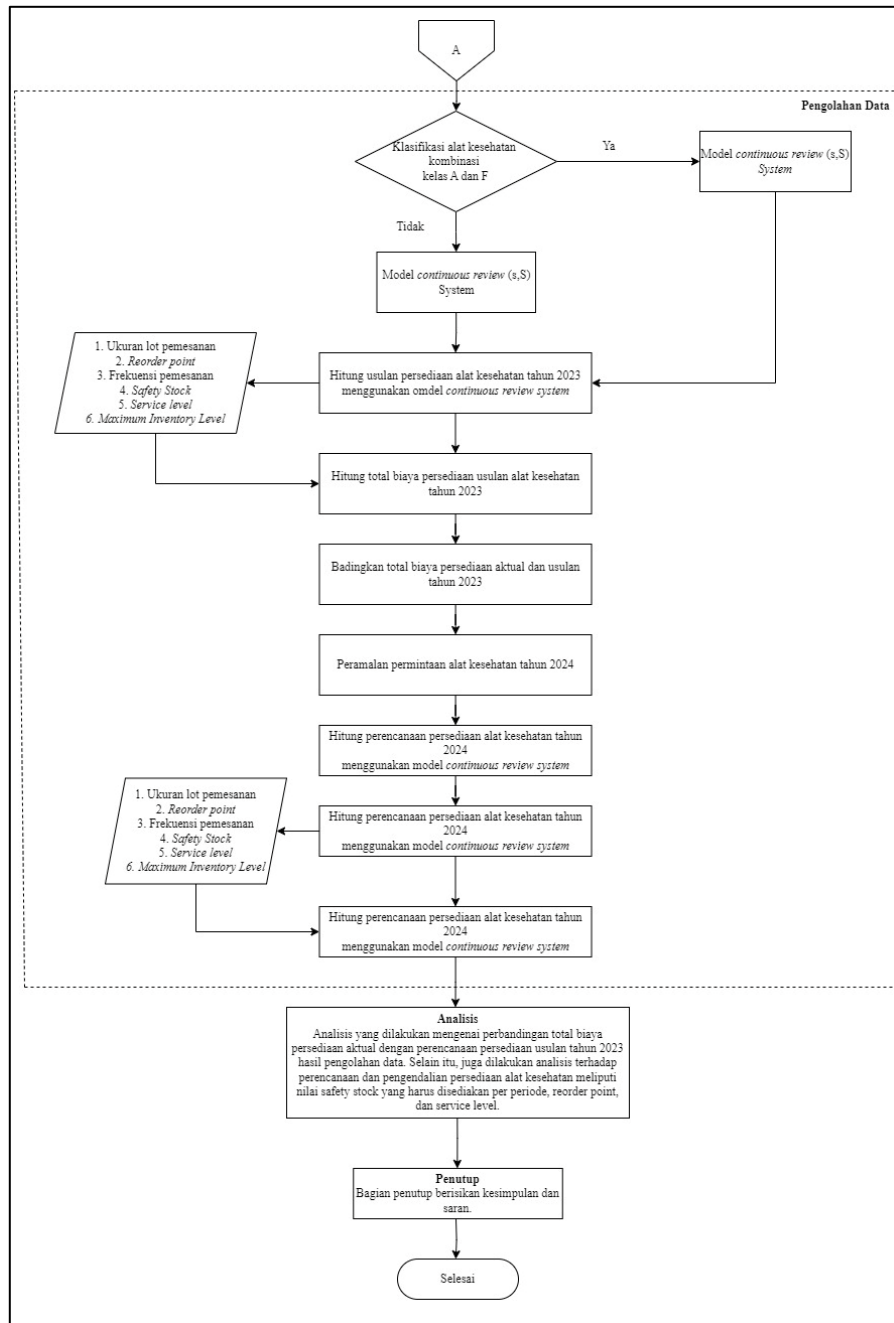 A
Pengolahan Data
Klasifikasi alat kesehatan
kombinasi
kelas A dan F
Ya
Model continuous review (s,S)
System
Tidak
Model continuous review (s,S)
System
1. Ukuran lot pemesanan
2. Reorder point
3. Frekuensi pemesanan
4. Safety Stock
5. Service level
6. Maximum Inventory Level
Hitung usulan persediaan alat kesehatan tahun 2023
menggunakan omdel continuous review system
Hitung total biaya persediaan usulan alat kesehatan
tahun 2023
Badingkan total biaya persediaan aktual dan usulan
tahun 2023
Peramalan permintaan alat kesehatan tahun 2024
Hitung perencanaan persediaan alat kesehatan tahun
2024
menggunakan model continuous review system
1. Ukuran lot pemesanan
2. Reorder point
3. Frekuensi pemesanan
4. Safety Stock
5. Service level
6. Maximum Inventory Level
Hitung perencanaan persediaan alat kesehatan tahun
2024
menggunakan model continuous review system
Hitung perencanaan persediaan alat kesehatan tahun
2024
menggunakan model continuous review system
Analisis
Analisis yang dilakukan mengenai perbandingan total biaya
persediaan aktual dengan perencanaan persediaan usulan tahun 2023
hasil pengolahan data. Selain itu, juga dilakukan analisis terhadap
perencanaan dan pengendalian persediaan alat kesehatan meliputi
nilai safety stock yang harus disediakan per periode, reorder point,
dan service level.
Penutup
Bagian penutup berisikan kesimpulan dan
saran.
Selesai